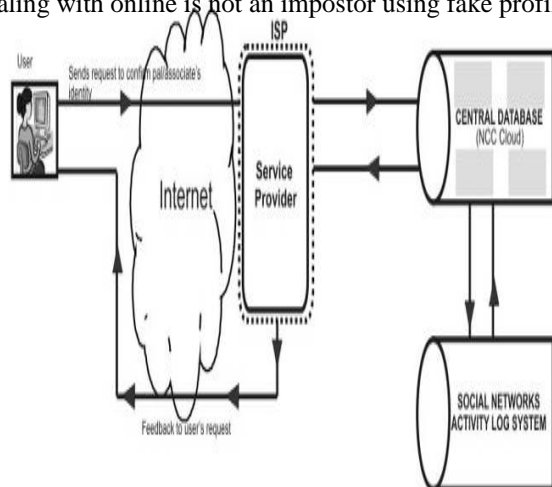 aling with online is not an impostor using fake profi
ISP
User
Sends request to confirm pal/associate's
identity
CENTRAL DATABASE
(NCC Cloud)
Service
Provider
Internet
SOCIAL NETWORKS
ACTIVITY LOG SYSTEM
Feedback to user's request